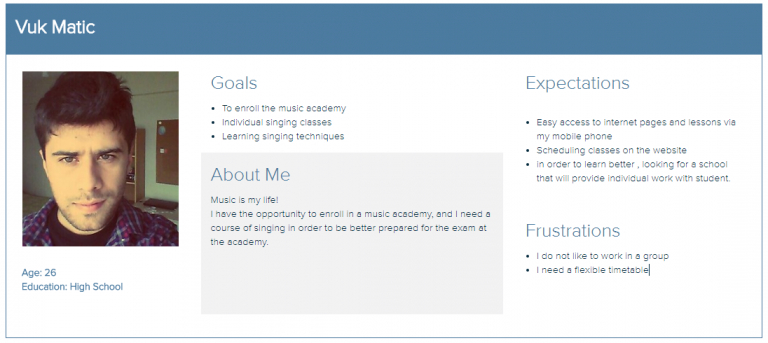 Vuk Matic
Age: 26
Education: High School
Goals
• To enroll the music academy
• Individual singing classes
• Learning singing techniques
About Me
Music is my life!
I have the opportunity to enroll in a music academy, and I need a
course of singing in order to be better prepared for the exam at
the academy.
Expectations
• Easy access to internet pages and lessons via
my mobile phone
• Scheduling classes on the website
• in order to learn better , looking for a school
that will provide individual work with student.
Frustrations
• I do not like to work in a group
• I need a flexible timetable